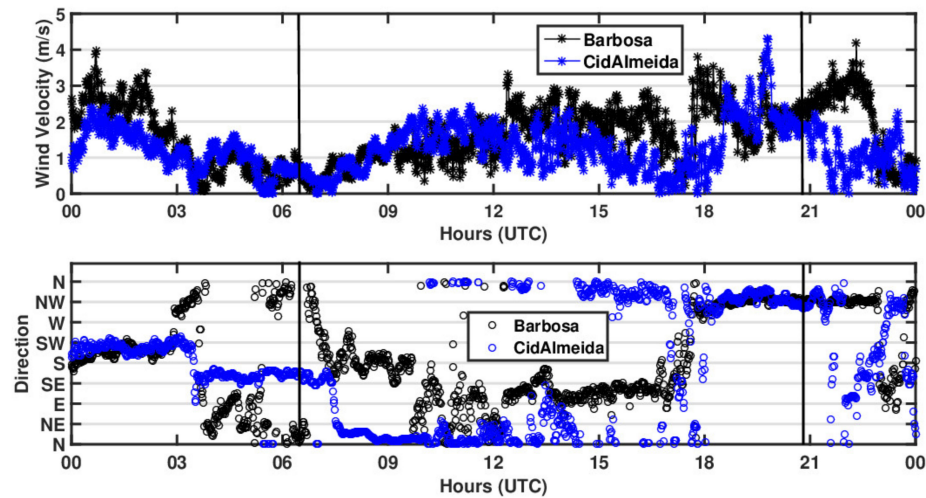 5
4
3
2
1
0
Wind Velocity (m/s)
Barbosa
CidAlmeida
00 03 06 09 12 15 18 21 00
Hours (UTC)
N
NW
W
SW
S
SE
E
NE
N
Direction
Barbosa
CidAlmeida
00 03 06 09 12 15 18 21 00
Hours (UTC)